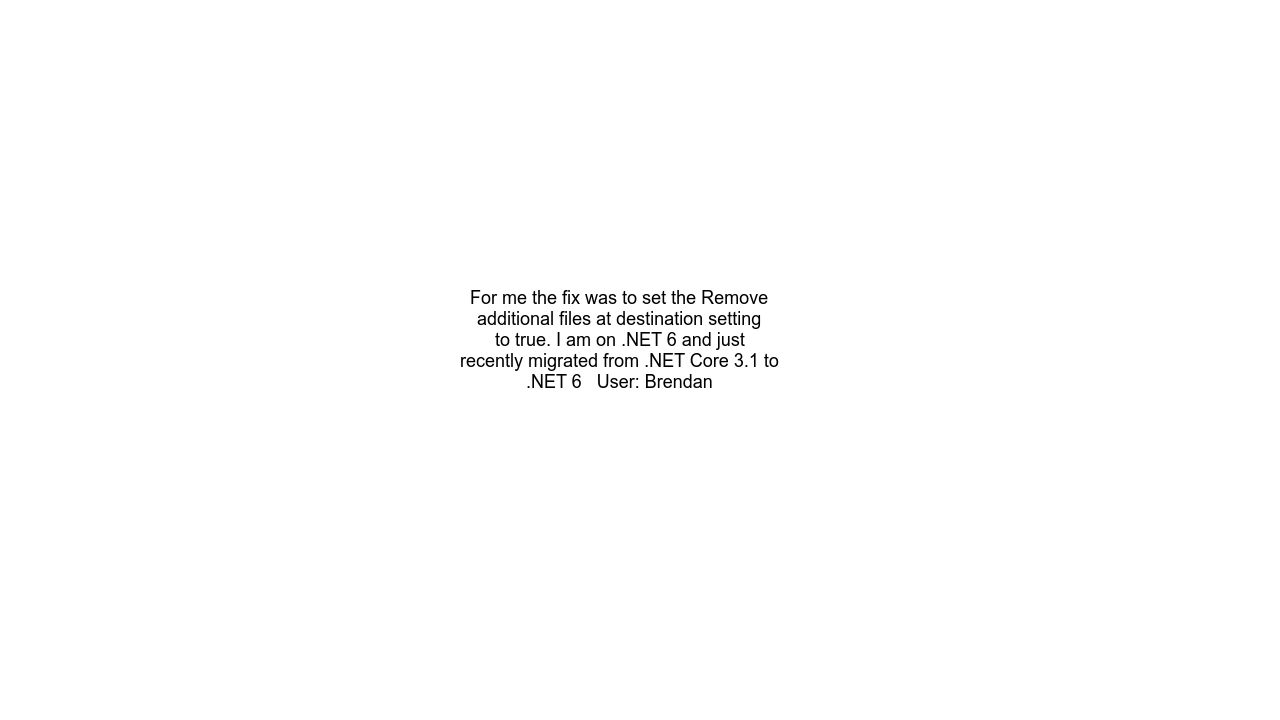 For me the fix was to set the Remove
additional files at destination setting
to true. I am on .NET 6 and just
recently migrated from .NET Core 3.1 to
.NET 6   User: Brendan